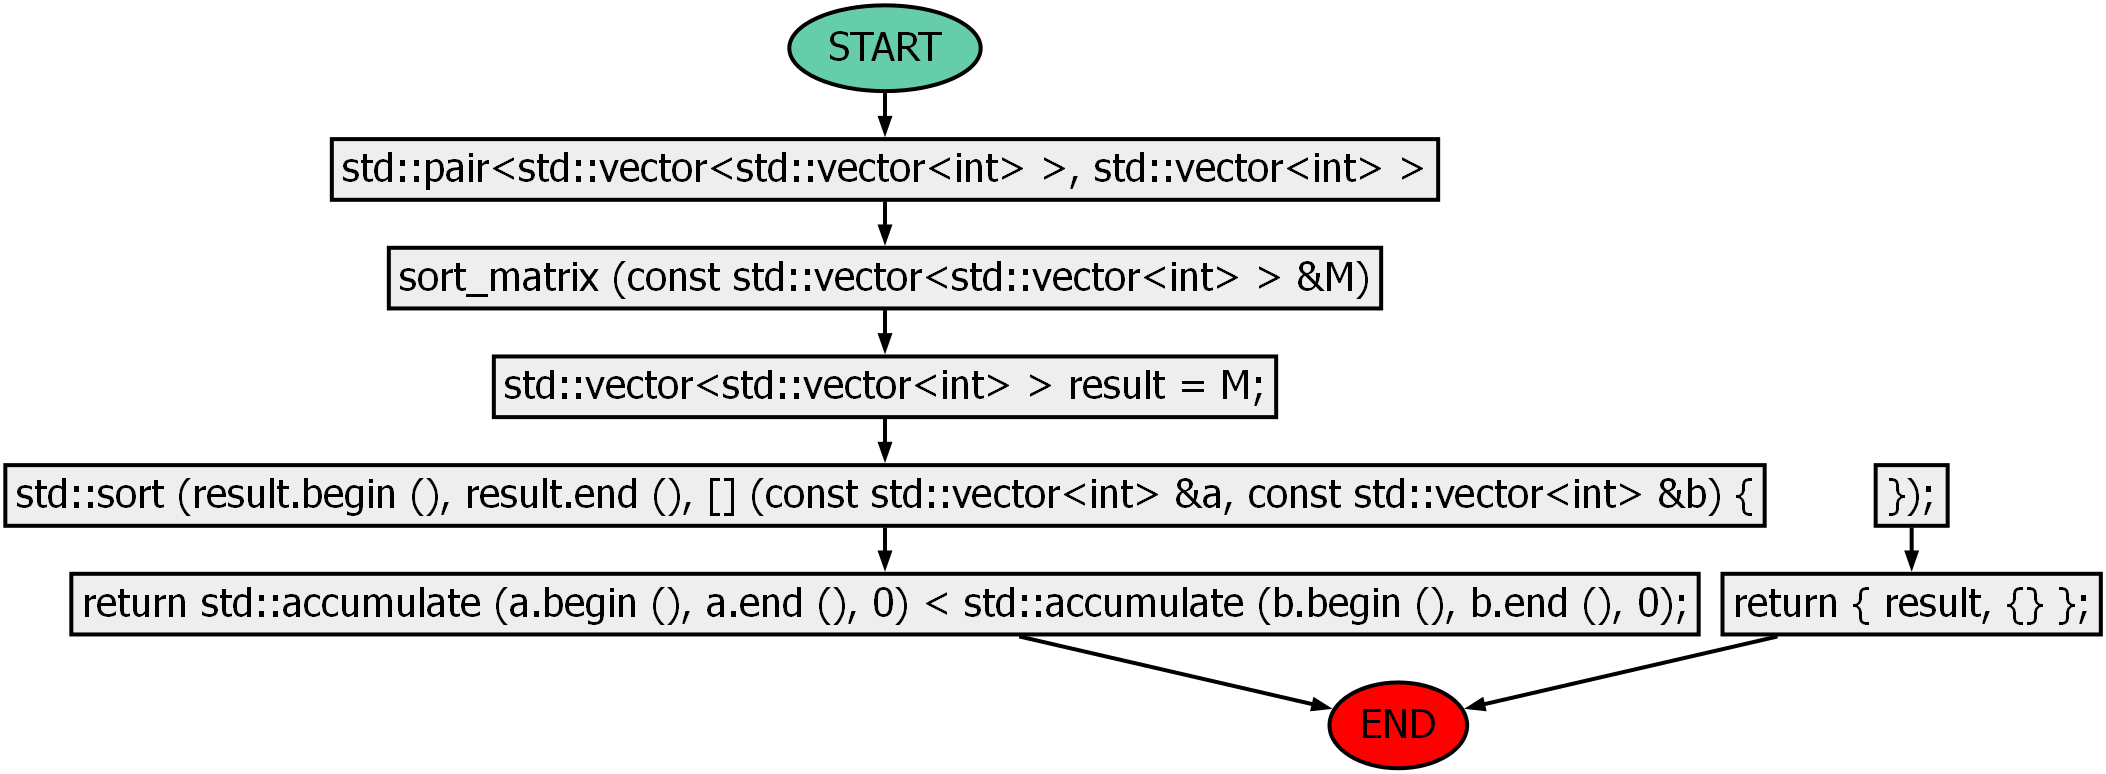 START
std::pair<std::vector<std::vector<int> >, std::vector<int> >
sort_matrix (const std::vector<std::vector<int> > &M)
std::vector<std::vector<int> > result = M;
std::sort (result.begin (), result.end (), [] (const std::vector<int> &a, const std::vector<int> &b) {
});
return std::accumulate (a.begin (), a.end (), 0) < std::accumulate (b.begin (), b.end (), 0);
return { result, {} };
END